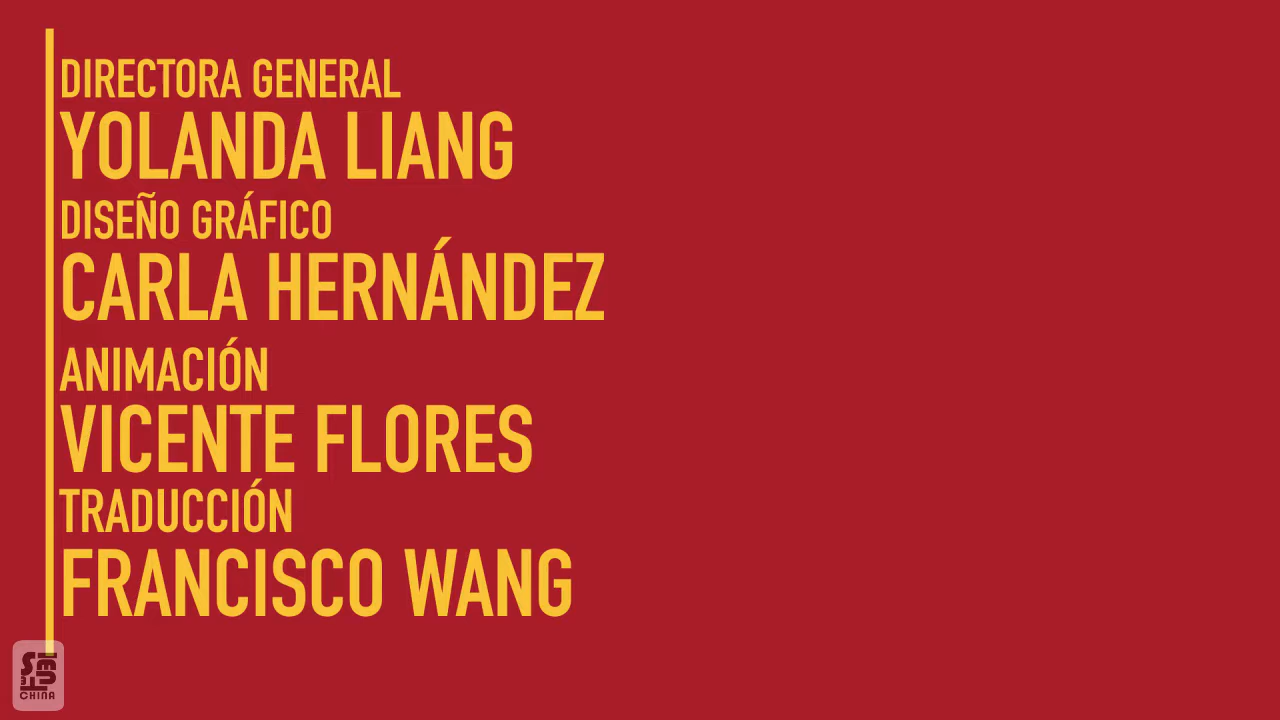 DIRECTORA GENERAL
YOLANDA LIANG
DISEÑO GRÁFICO
CARLA HERNÁNDEZ
ANIMACIÓN
VICENTE FLORES
TRADUCCIÓN
FRANCISCO WANG
CHINA